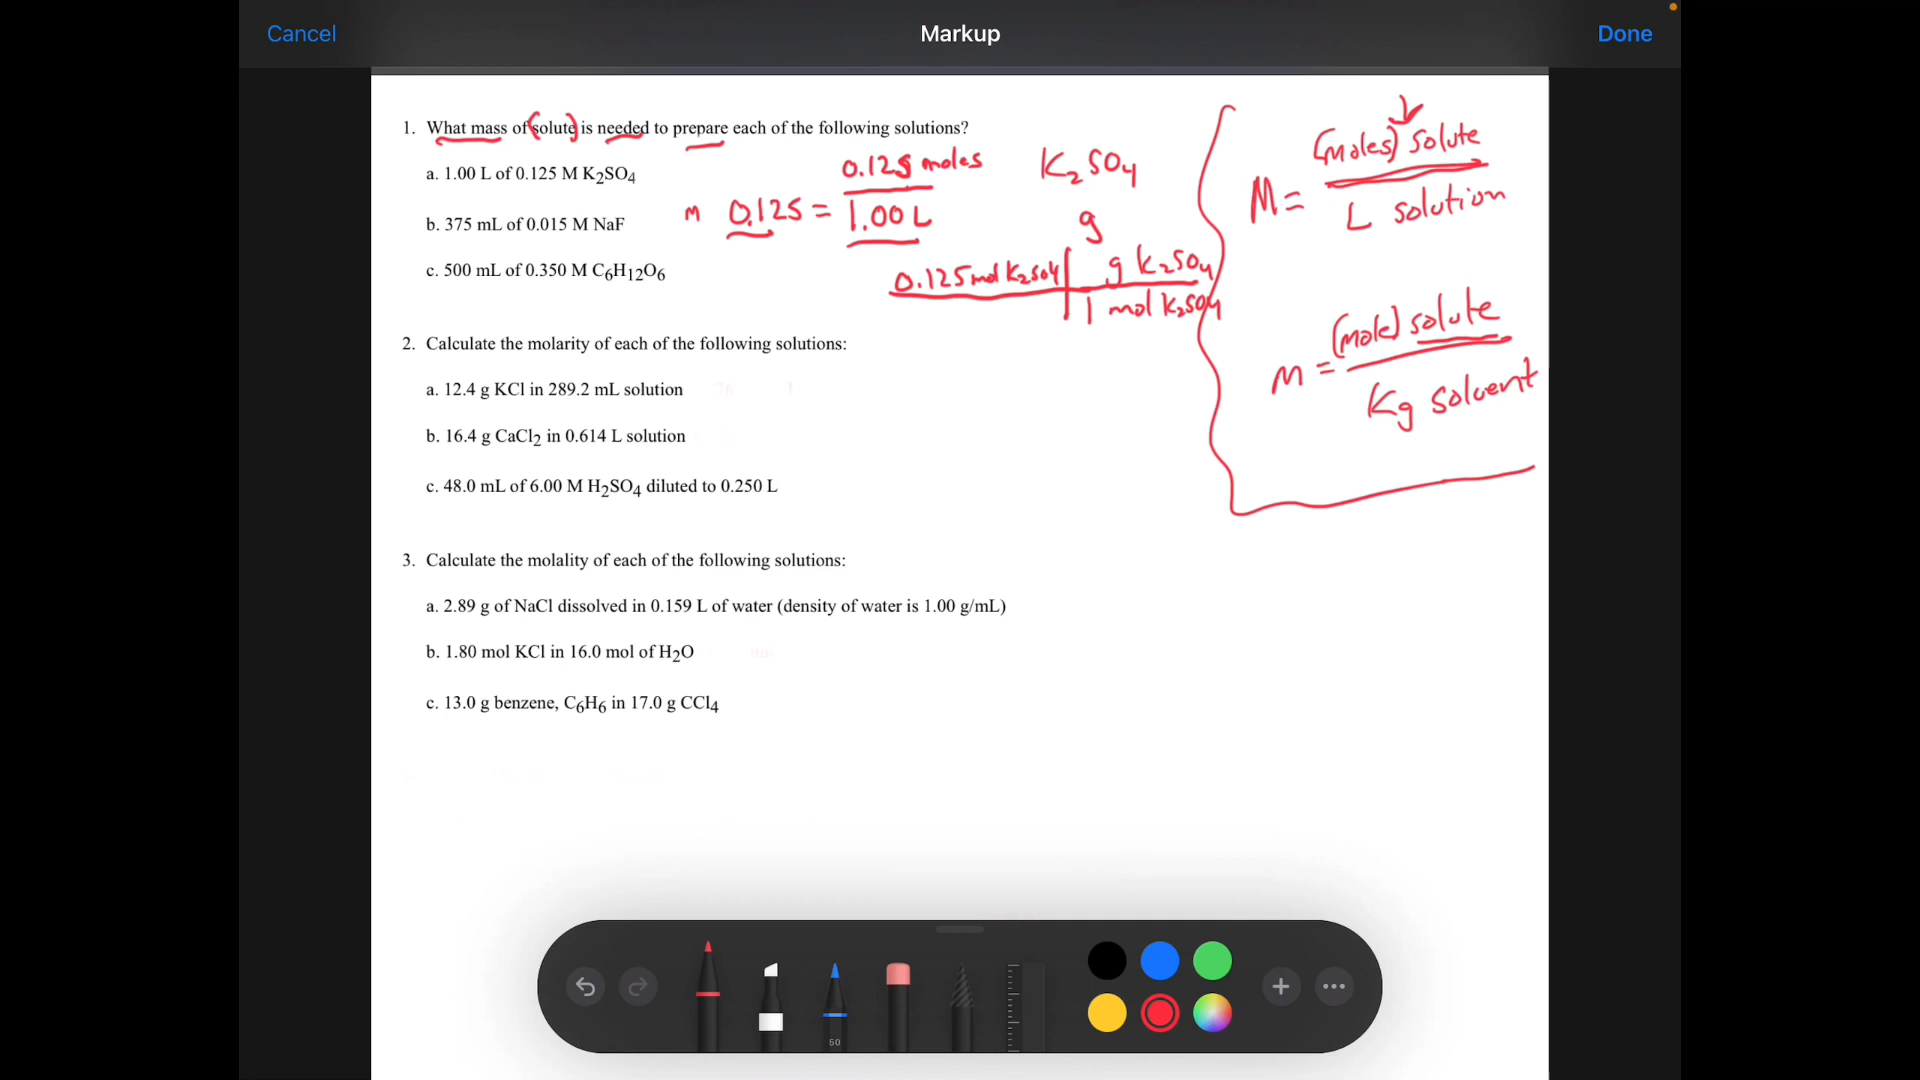 Cancel
Markup
Done
1. What mass of (solute) is needed to prepare each of the following solutions?
a. 1.00 L of 0.125 M K₂SO₄
b. 375 mL of 0.015 M NaF
c. 500 mL of 0.350 M C₆H₁₂O₆
M 0.125 = 0.125 moles / 1.00 L
K₂SO₄
g
0.125 mol K₂SO₄ | g K₂SO₄
1 mol K₂SO₄
M = (moles) solute / L solution
m = (mole) solute / Kg solvent
2. Calculate the molarity of each of the following solutions:
a. 12.4 g KCl in 289.2 mL solution
b. 16.4 g CaCl₂ in 0.614 L solution
c. 48.0 mL of 6.00 M H₂SO₄ diluted to 0.250 L
3. Calculate the molality of each of the following solutions:
a. 2.89 g of NaCl dissolved in 0.159 L of water (density of water is 1.00 g/mL)
b. 1.80 mol KCl in 16.0 mol of H₂O
c. 13.0 g benzene, C₆H₆ in 17.0 g CCl₄
50